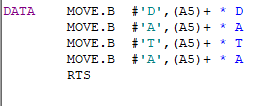 DATA    MOVE.B  #'D',(A5)+ * D
        MOVE.B  #'A',(A5)+ * A
        MOVE.B  #'T',(A5)+ * T
        MOVE.B  #'A',(A5)+ * A
        RTS